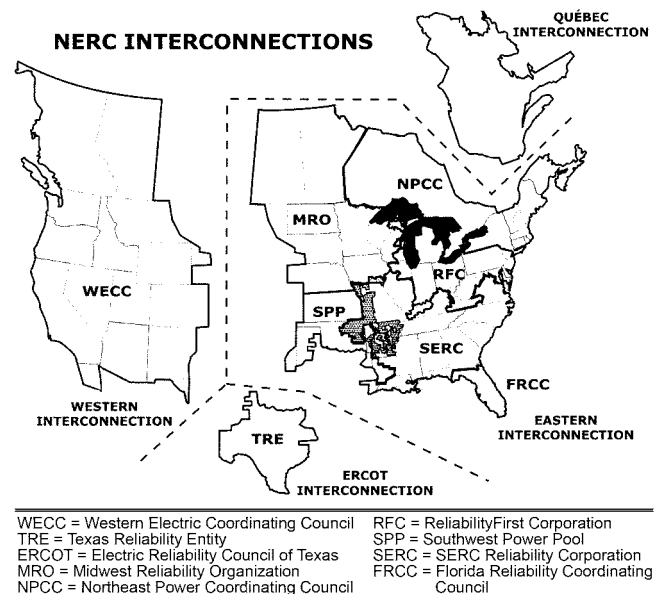 NERC INTERCONNECTIONS
QUÉBEC
INTERCONNECTION
NPCC
MRO
RFC
WECC
SPP
SERC
FRCC
WESTERN
INTERCONNECTION
EASTERN
INTERCONNECTION
TRE
ERCOT
INTERCONNECTION
WECC = Western Electric Coordinating Council
TRE = Texas Reliability Entity
ERCOT = Electric Reliability Council of Texas
MRO = Midwest Reliability Organization
NPCC = Northeast Power Coordinating Council
RFC = ReliabilityFirst Corporation
SPP = Southwest Power Pool
SERC = SERC Reliability Corporation
FRCC = Florida Reliability Coordinating
Council